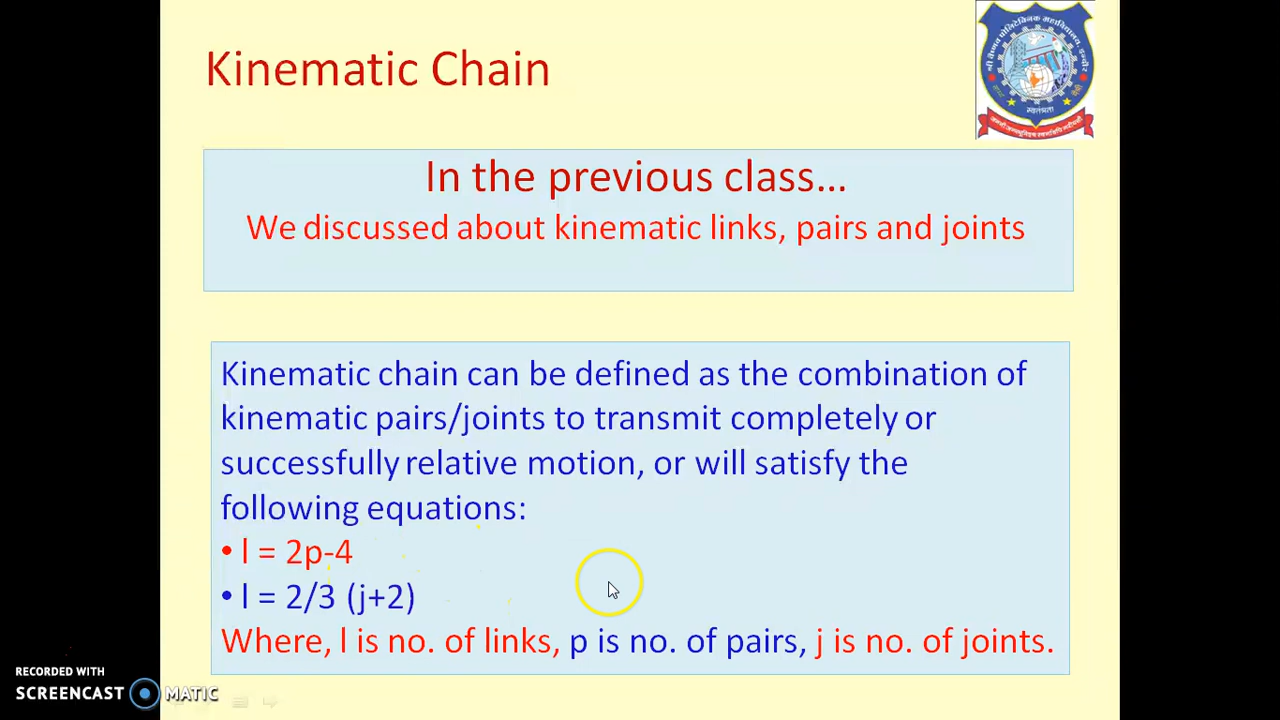 Kinematic Chain
In the previous class...
We discussed about kinematic links, pairs and joints
Kinematic chain can be defined as the combination of
kinematic pairs/joints to transmit completely or
successfully relative motion, or will satisfy the
following equations:
• l = 2p-4
• l = 2/3 (j+2)
Where, l is no. of links, p is no. of pairs, j is no. of joints.
RECORDED WITH
SCREENCAST MATIC